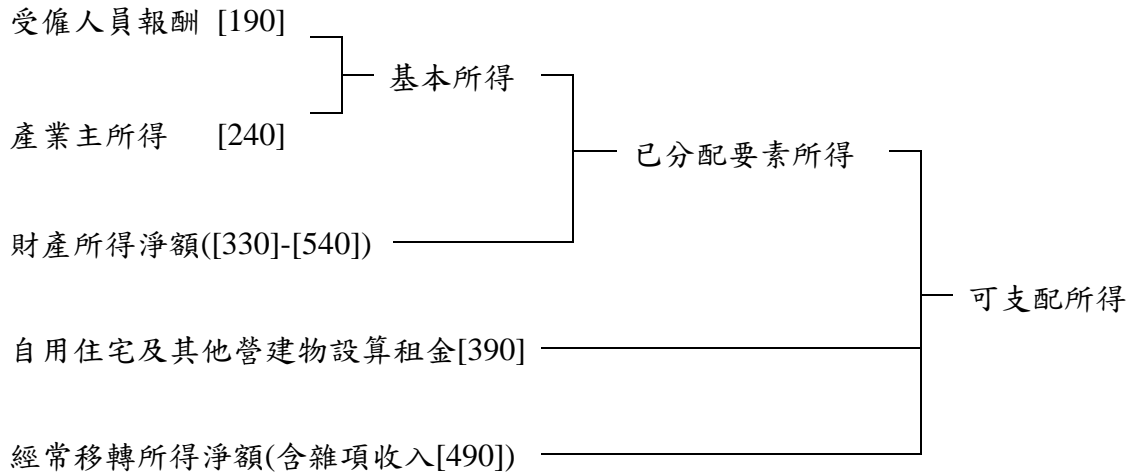 受僱人員報酬 [190]
基本所得
產業主所得 [240]
已分配要素所得
財產所得淨額([330]-[540])
可支配所得
自用住宅及其他營建物設算租金[390]
經常移轉所得淨額(含雜項收入[490])